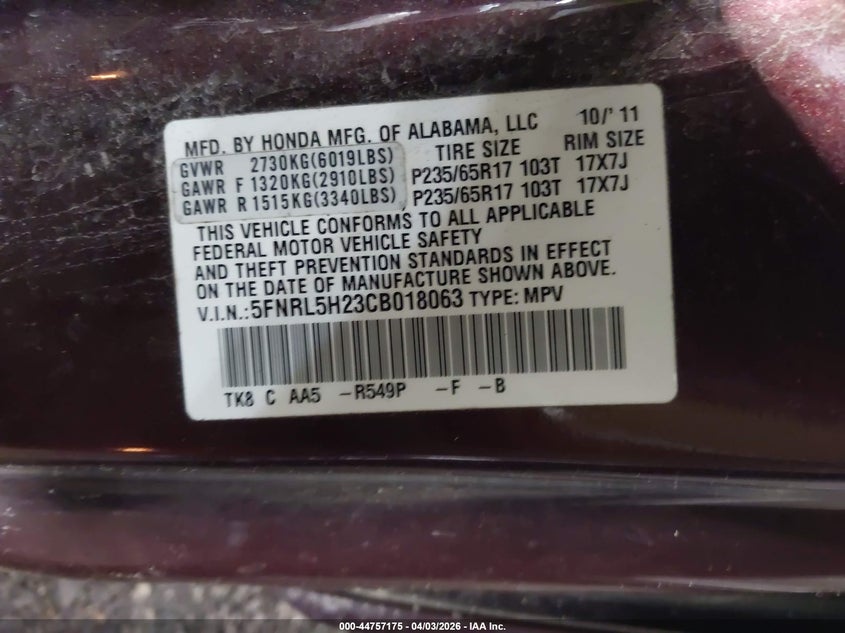 MFD. BY HONDA MFG. OF ALABAMA, LLC 10/'11
GVWR 2730KG(6019LBS) TIRE SIZE RIM SIZE
GAWR F 1320KG(2910LBS) P235/65R17 103T 17X7J
GAWR R 1515KG(3340LBS) P235/65R17 103T 17X7J
THIS VEHICLE CONFORMS TO ALL APPLICABLE
FEDERAL MOTOR VEHICLE SAFETY
AND THEFT PREVENTION STANDARDS IN EFFECT
ON THE DATE OF MANUFACTURE SHOWN ABOVE.
V.I.N.:5FNRL5H23CB018063 TYPE: MPV
TK8 C AA5 -R549P -F -B
000-44757175 - 04/03/2026 - IAA Inc.